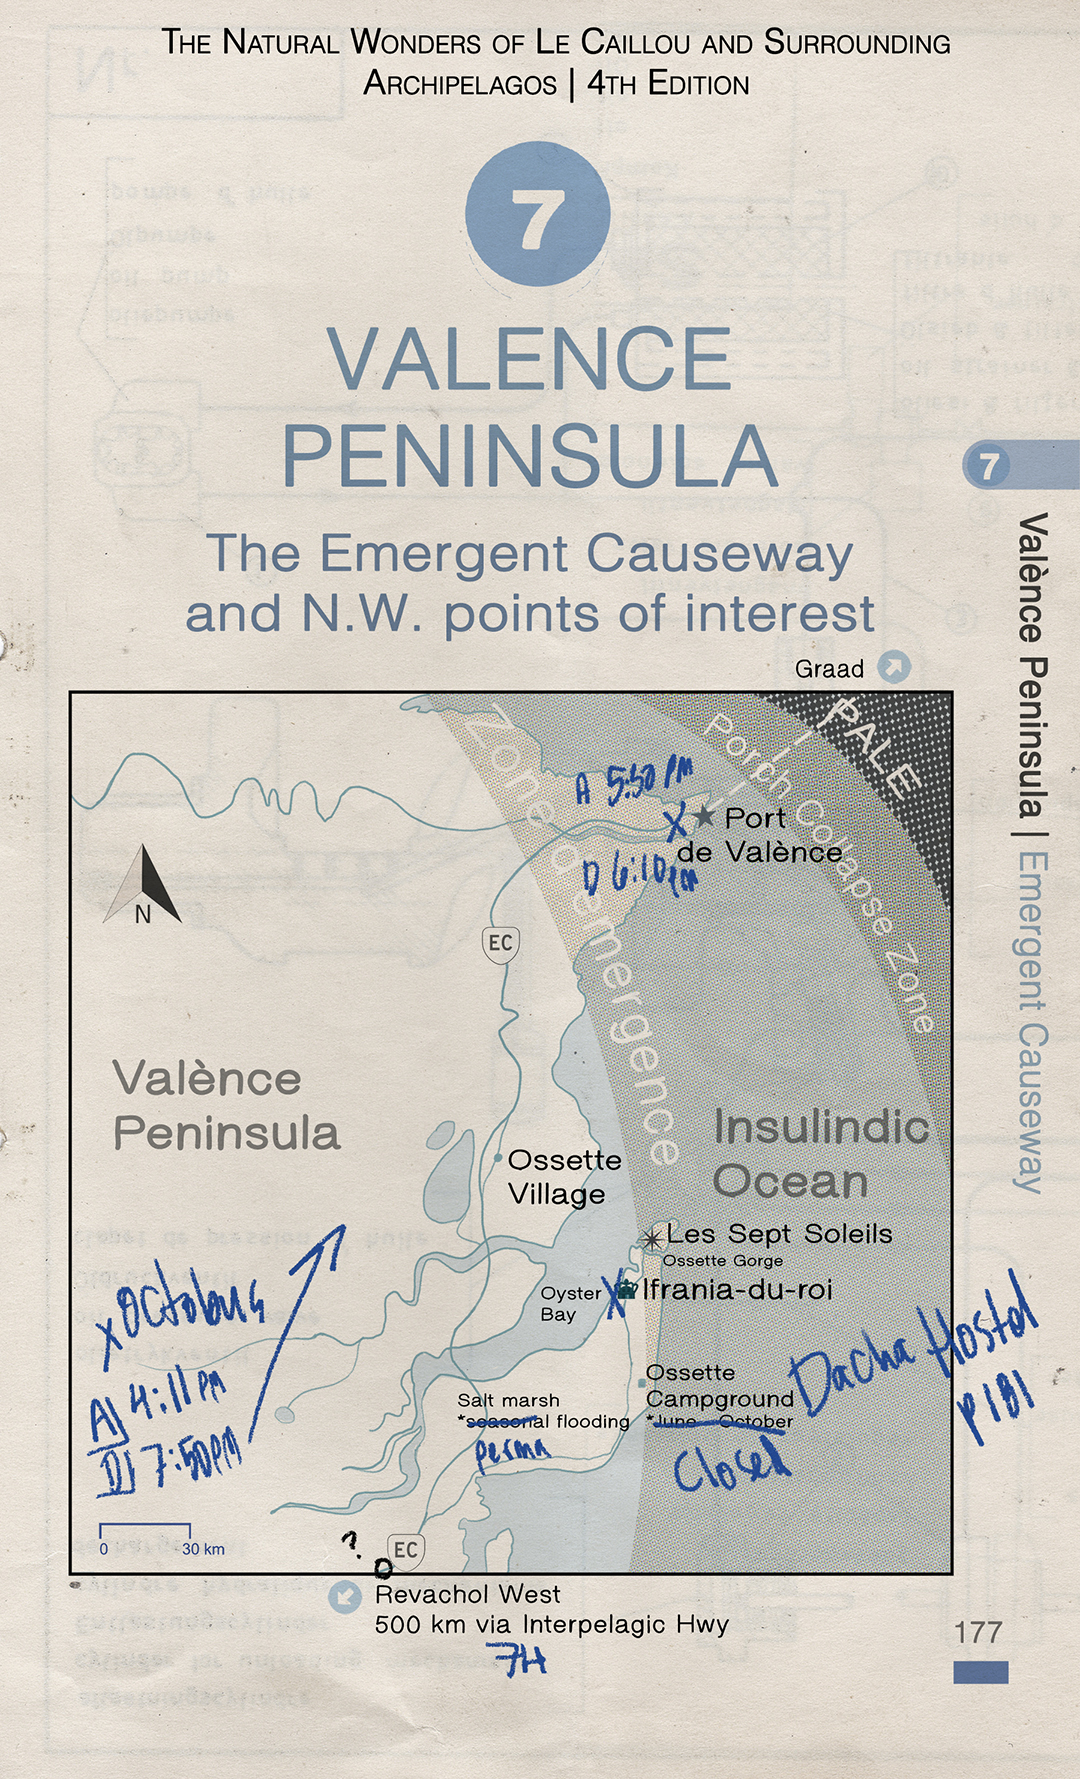 THE NATURAL WONDERS OF LE CAILLOU AND SURROUNDING
ARCHIPELAGOS | 4TH EDITION
7
VALENCE
PENINSULA
The Emergent Causeway
and N.W. points of interest
7
Valènce Peninsula | Emergent Causeway
Graad
PALE
Porch Collapse Zone
Zone d'emergence
A 5:50 PM
X
Port
de Valènce
D 6:10 PM
N
EC
Valènce
Peninsula
Insulindic
Ocean
Ossette
Village
Les Sept Soleils
Ossette Gorge
Oyster
Bay
X
Ifrania-du-roi
A 4:11 PM
D 7:50 PM
Dacha Hostel
p181
Ossette
Campground
*June - October
Closed
Salt marsh
*seasonal flooding
perma
0 30 km
?
EC
Revachol West
500 km via Interpelagic Hwy
7H
177